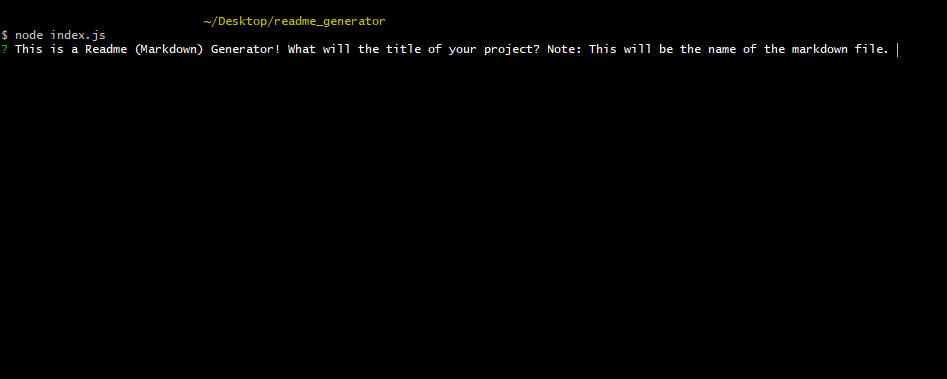 ~/Desktop/readme_generator
$ node index.js
? This is a Readme (Markdown) Generator! What will the title of your project? Note: This will be the name of the markdown file.